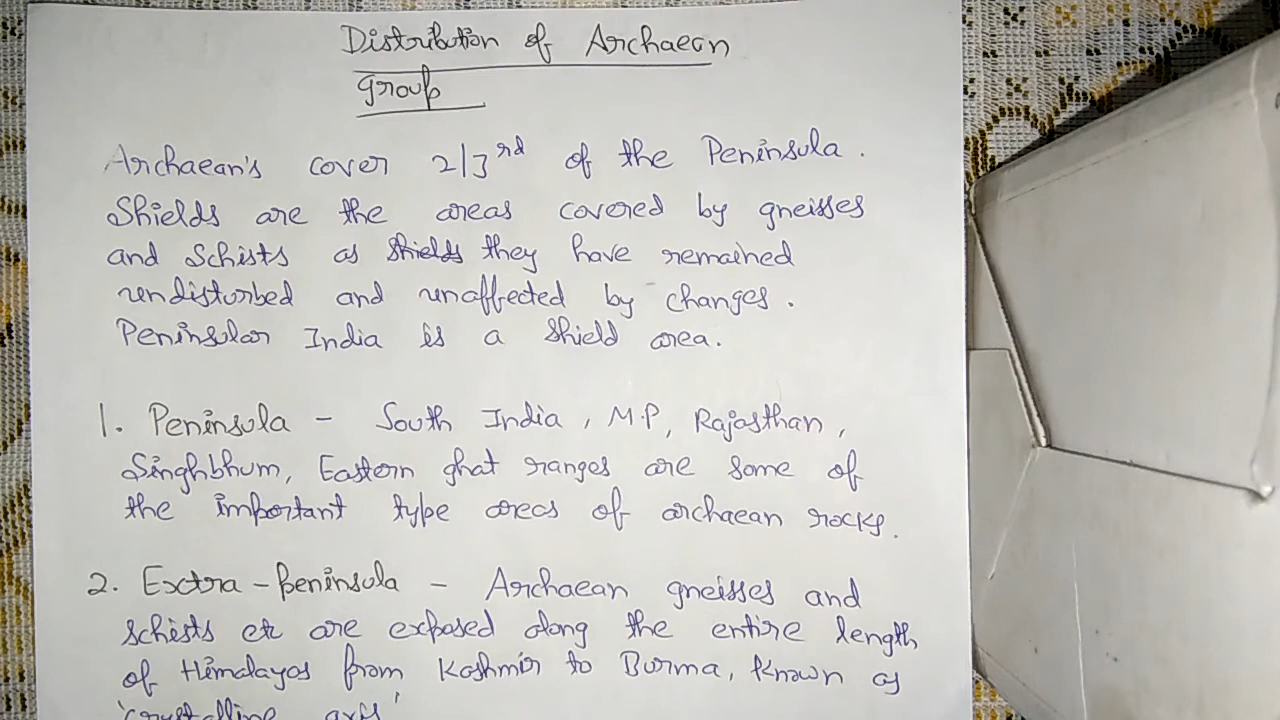 Distribution of Archaean
group
Archaean's cover 2/3rd of the Peninsula.
Shields are the areas covered by gneisses
and Schists as shields they have remained
undisturbed and unaffected by changes.
Peninsular India is a shield area.
1. Peninsula - South India, M.P, Rajasthan,
Singhbhum, Eastern ghat ranges are some of
the important type areas of archaean rocks.
2. Extra-peninsula - Archaean gneisses and
schists etc are exposed along the entire length
of Himalayas from Kashmir to Burma, known as
'crystalline axis'